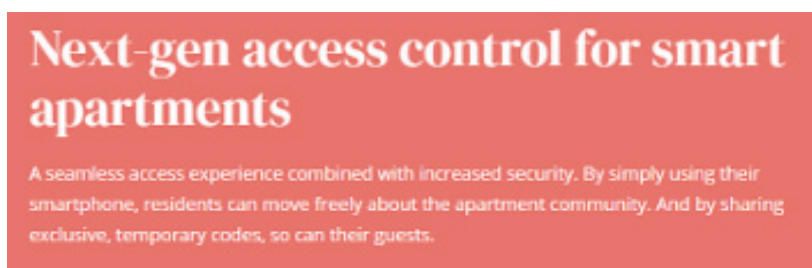 Next-gen access control for smart
apartments
A seamless access experience combined with increased security. By simply using their
smartphone, residents can move freely about the apartment community. And by sharing
exclusive, temporary codes, so can their guests.